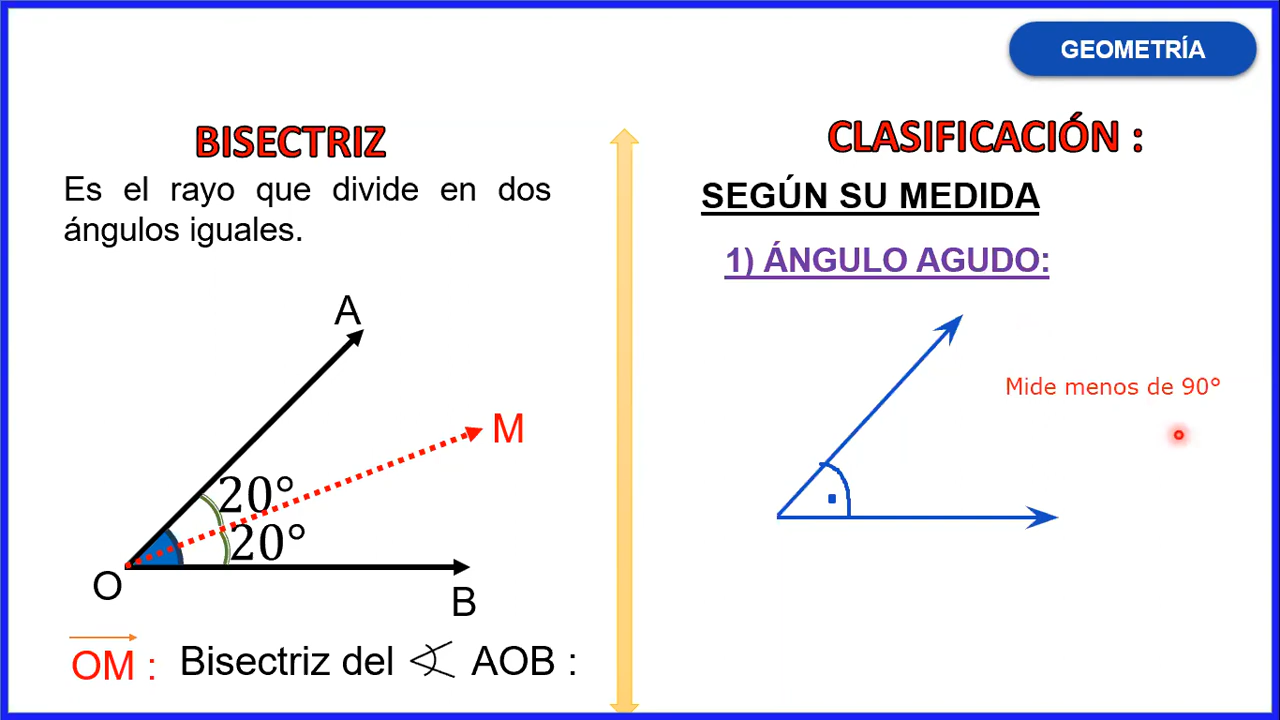 GEOMETRÍA
BISECTRIZ
Es el rayo que divide en dos
ángulos iguales.
A
M
20°
20°
O
B
OM : Bisectriz del ∢ AOB :
CLASIFICACIÓN :
SEGÚN SU MEDIDA
1) ÁNGULO AGUDO:
Mide menos de 90°